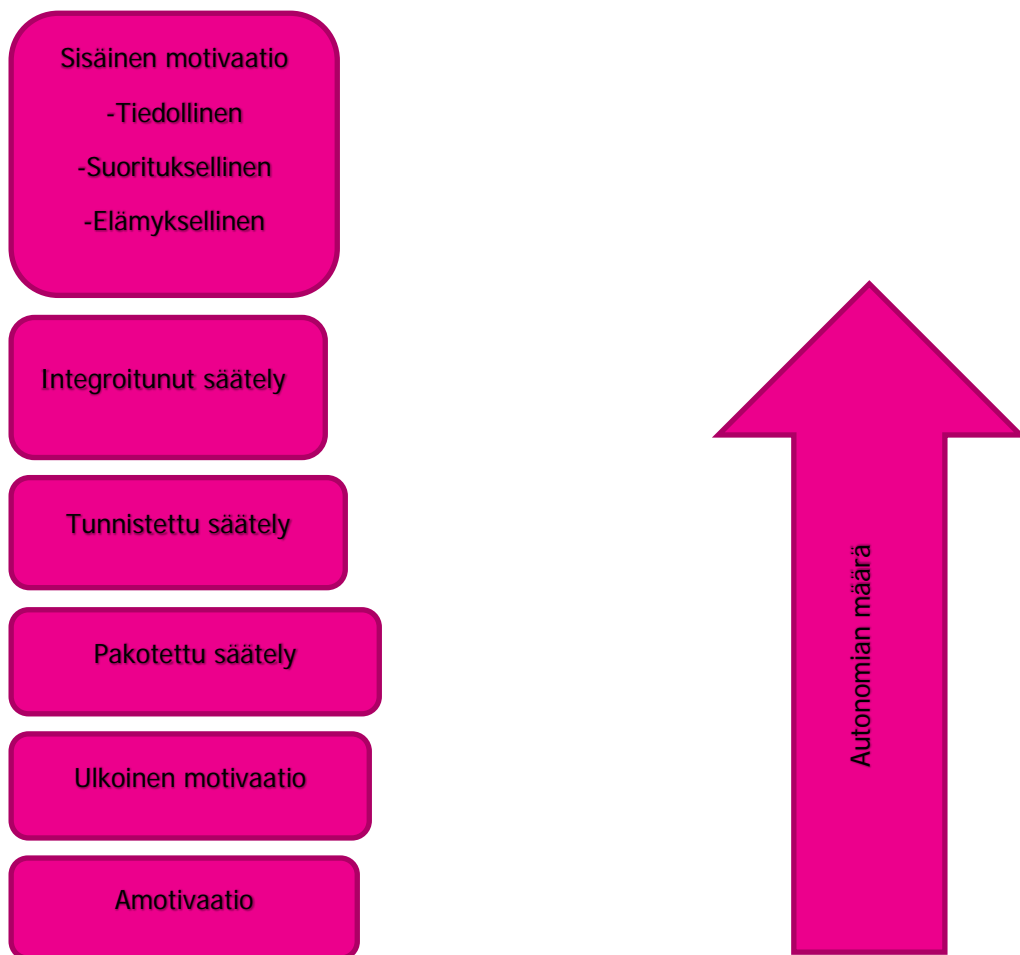 Sisäinen motivaatio
-Tiedollinen
-Suorituksellinen
-Elämyksellinen
Integroitunut säätely
Tunnistettu säätely
Pakotettu säätely
Ulkoinen motivaatio
Amotivaatio
Autonomian määrä